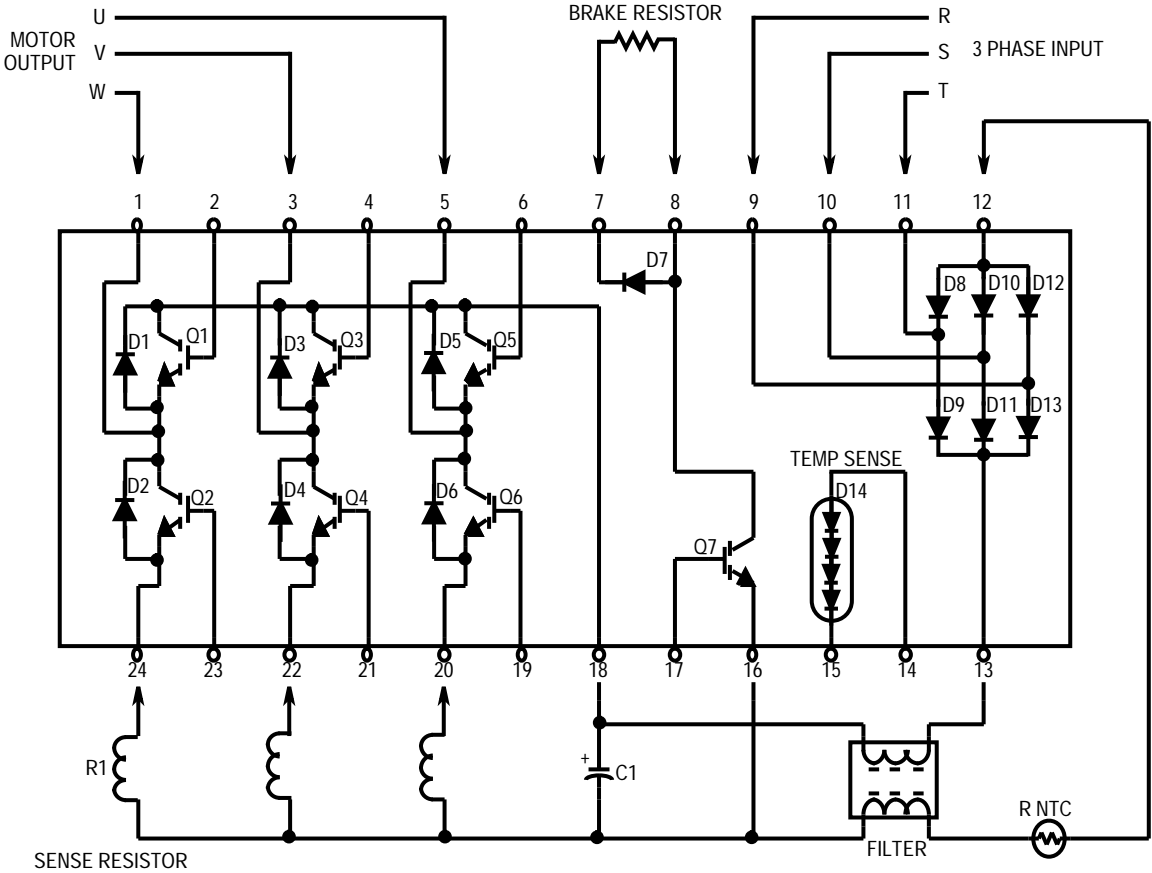 U
BRAKE RESISTOR
R
MOTOR
OUTPUT
V
S
3 PHASE INPUT
W
T
1 2 3 4 5 6 7 8 9 10 11 12
D7
D8 D10 D12
D1 Q1 D3 Q3 D5 Q5
D9 D11 D13
TEMP SENSE
D2 Q2 D4 Q4 D6 Q6
D14
Q7
24 23 22 21 20 19 18 17 16 15 14 13
R1
+
C1
R NTC
FILTER
SENSE RESISTOR